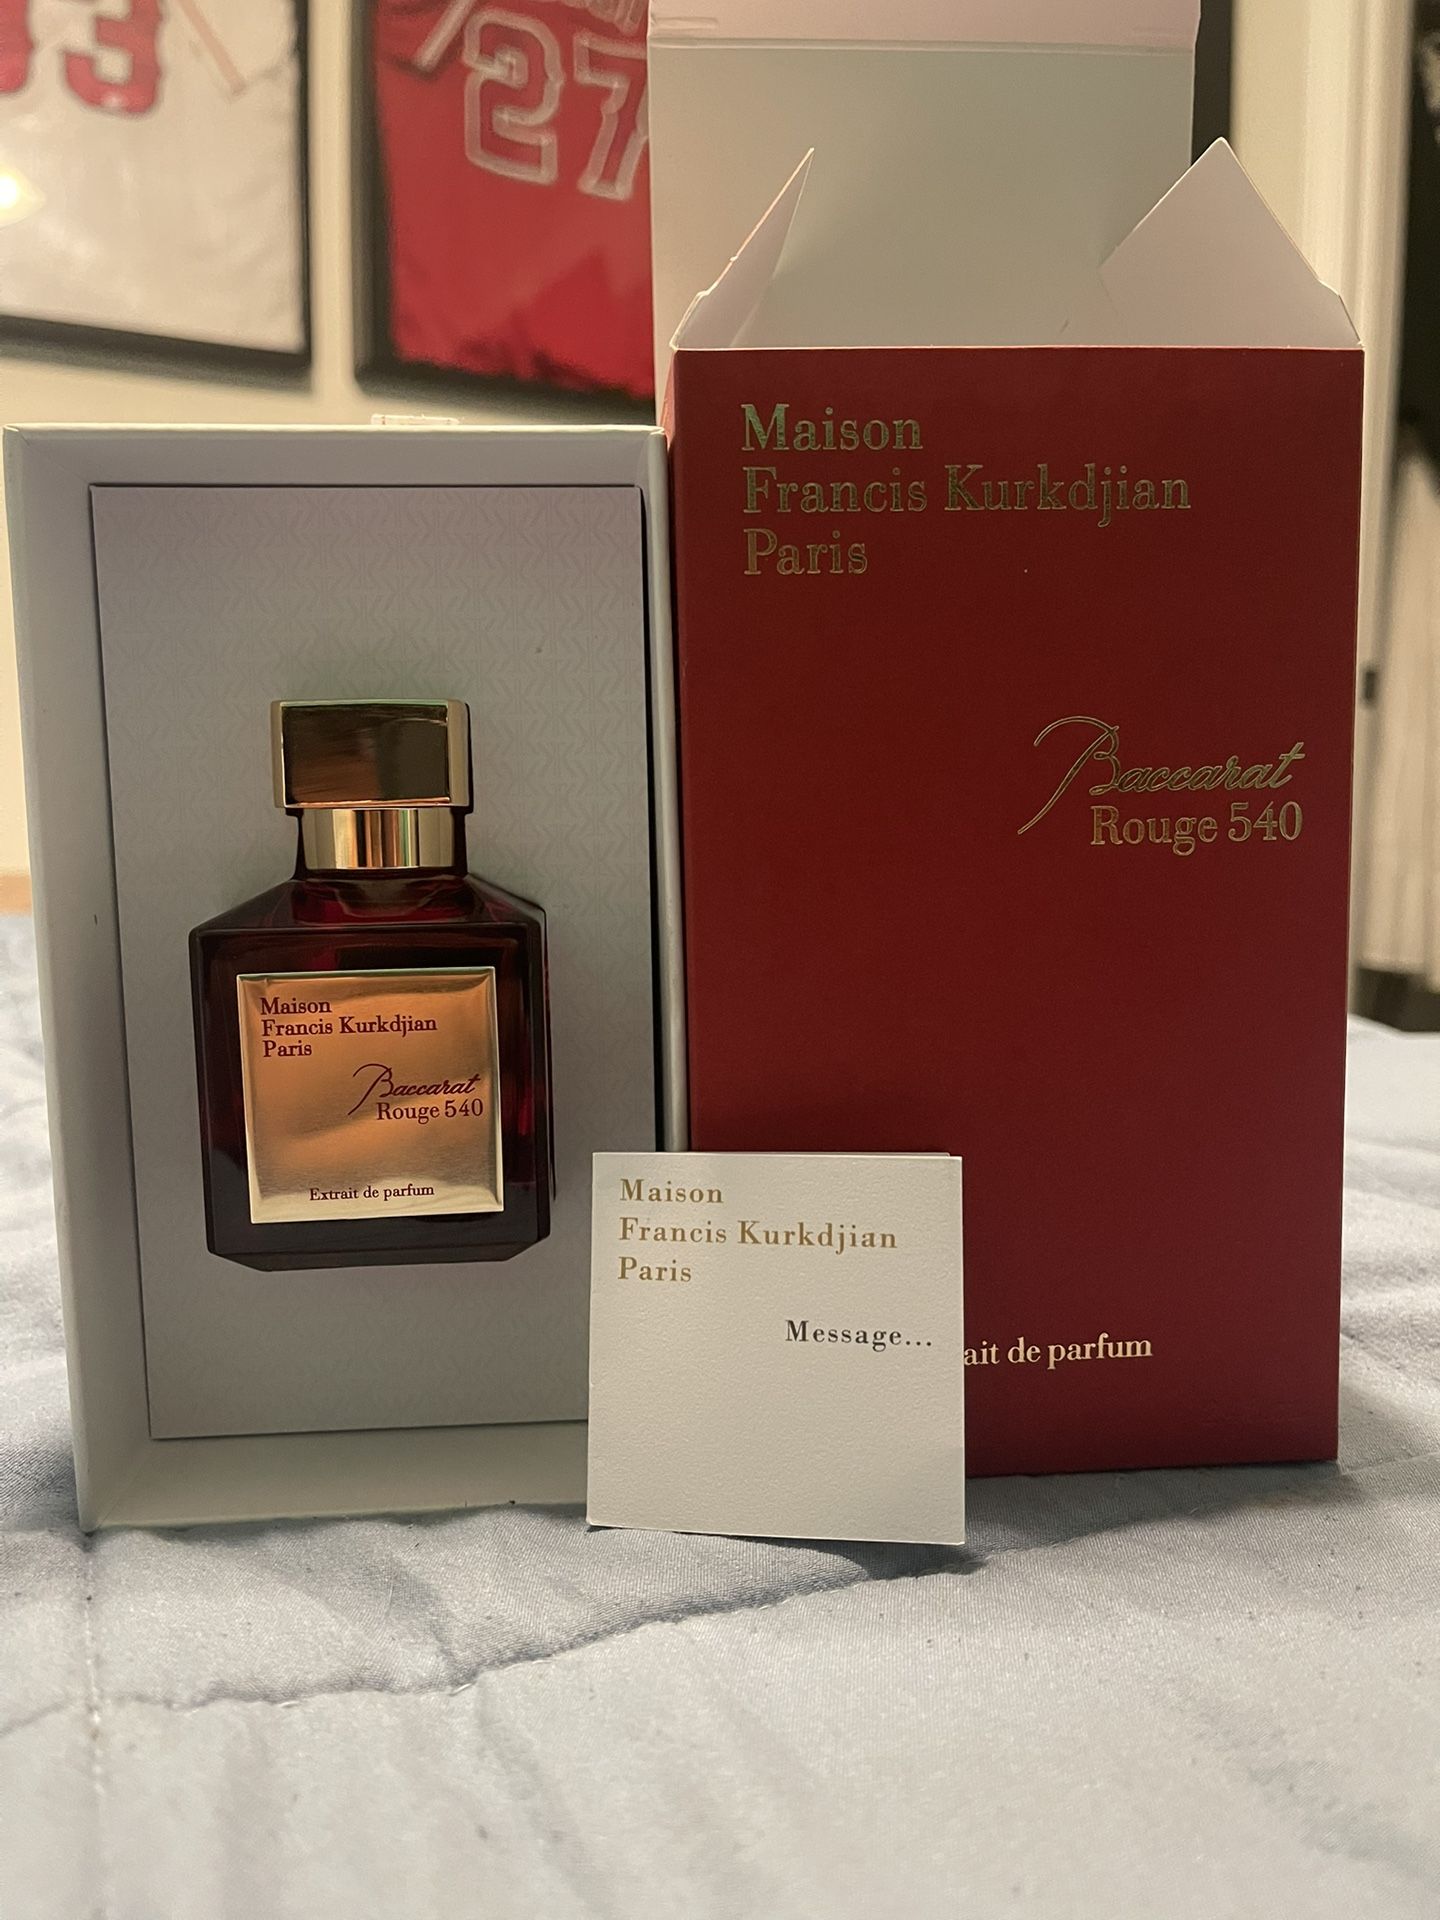 03
27
Maison
Francis Kurkdjian
Paris
Baccarat
Rouge 540
Maison
Francis Kurkdjian
Paris
Baccarat
Rouge 540
Extrait de parfum
Maison
Francis Kurkdjian
Paris
Message...
ait de parfum